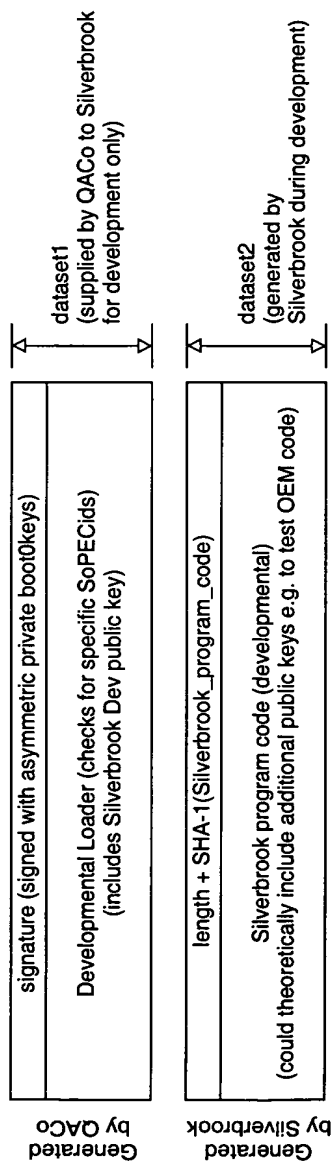 Generated
by QACo
signature (signed with asymmetric private boot0keys)
Developmental Loader (checks for specific SoPECids)
(includes Silverbrook Dev public key)
dataset1
(supplied by QACo to Silverbrook
for development only)
Generated
by Silverbrook
length + SHA-1(Silverbrook_program_code)
Silverbrook program code (developmental)
(could theoretically include additional public keys e.g. to test OEM code)
dataset2
(generated by
Silverbrook during development)